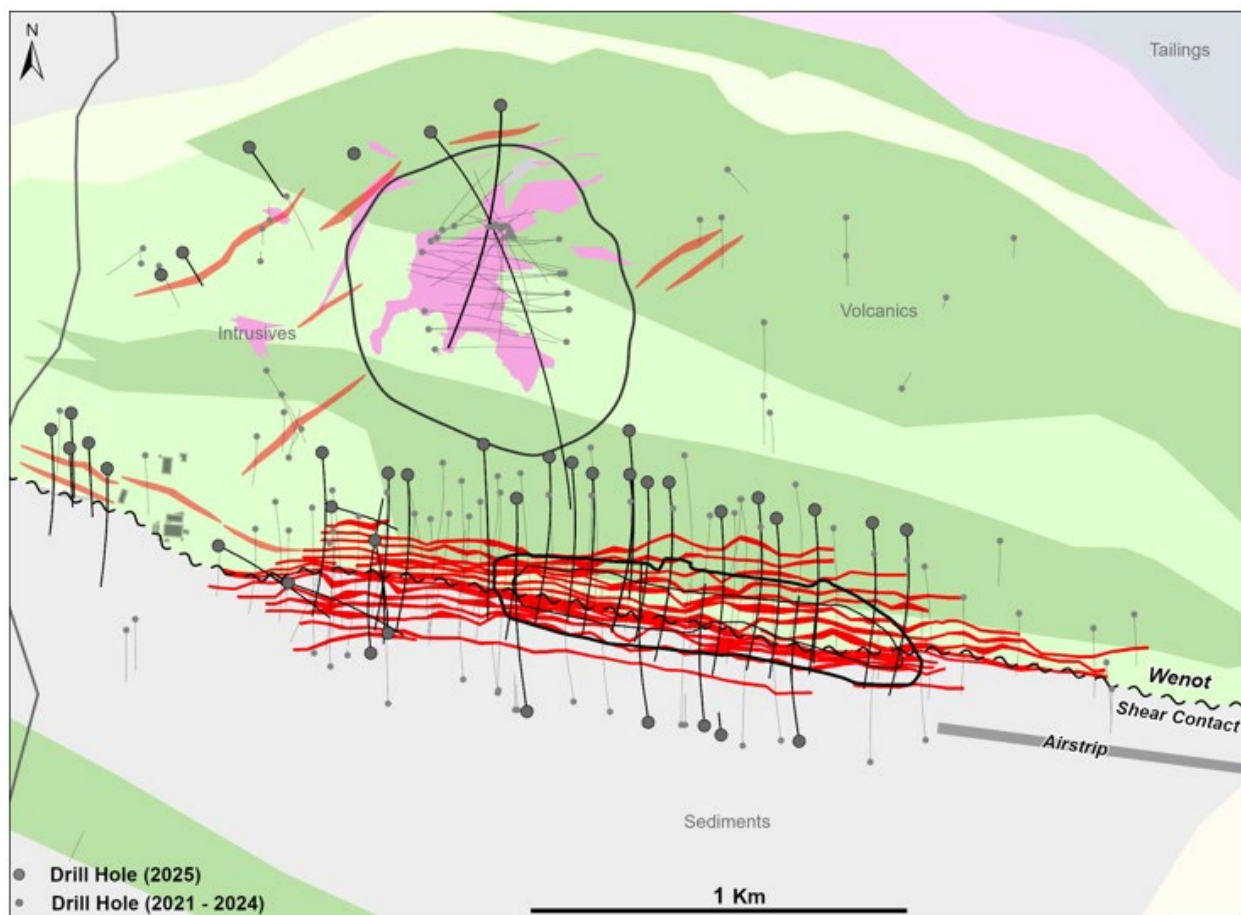 N
Tailings
Volcanics
Intrusives
Wenot
Shear Contact
Airstrip
Sediments
Drill Hole (2025)
Drill Hole (2021 - 2024)
1 Km